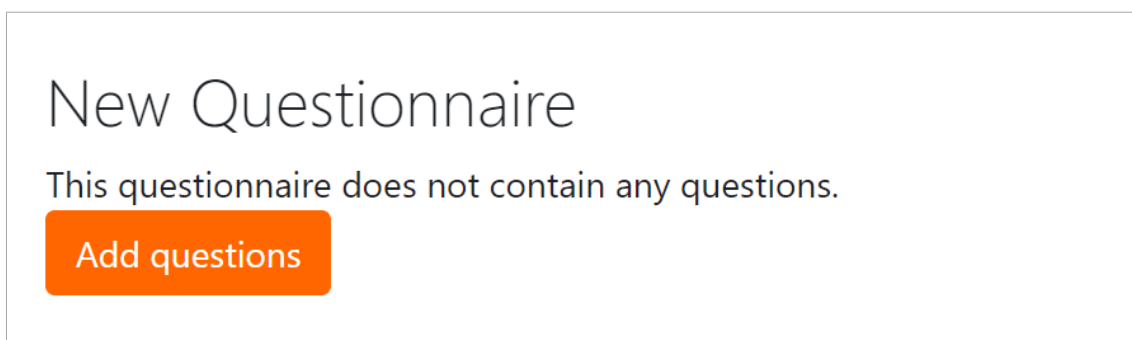 New Questionnaire
This questionnaire does not contain any questions.
Add questions